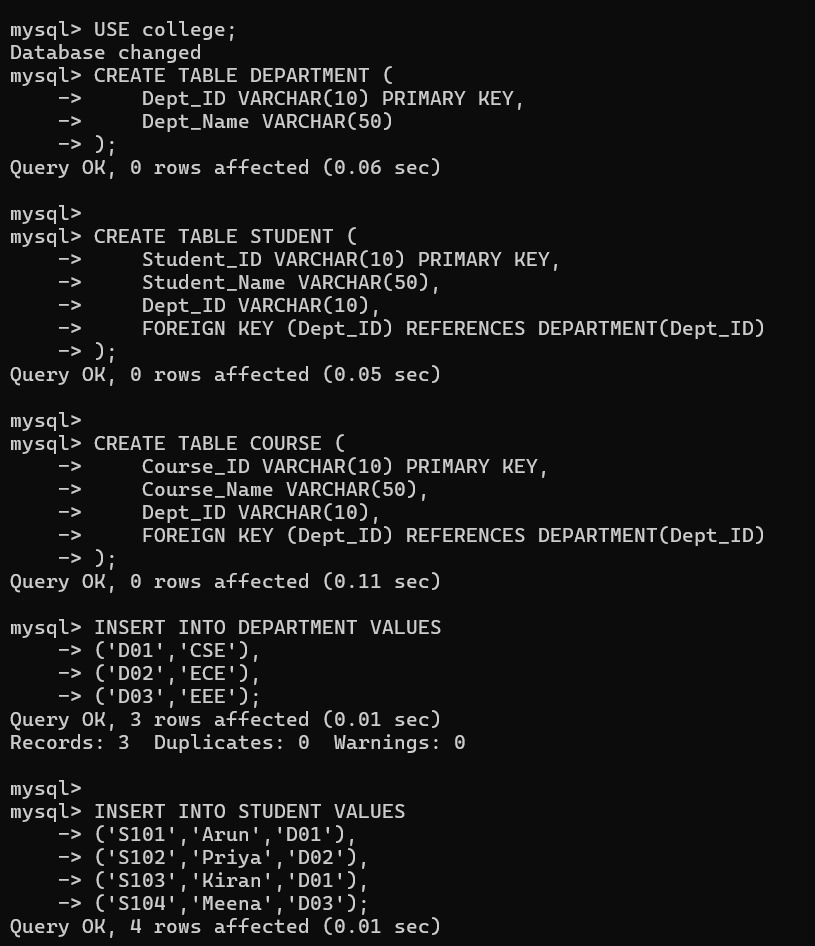 mysql> USE college;
Database changed
mysql> CREATE TABLE DEPARTMENT (
    ->     Dept_ID VARCHAR(10) PRIMARY KEY,
    ->     Dept_Name VARCHAR(50)
    -> );
Query OK, 0 rows affected (0.06 sec)

mysql>
mysql> CREATE TABLE STUDENT (
    ->     Student_ID VARCHAR(10) PRIMARY KEY,
    ->     Student_Name VARCHAR(50),
    ->     Dept_ID VARCHAR(10),
    ->     FOREIGN KEY (Dept_ID) REFERENCES DEPARTMENT(Dept_ID)
    -> );
Query OK, 0 rows affected (0.05 sec)

mysql>
mysql> CREATE TABLE COURSE (
    ->     Course_ID VARCHAR(10) PRIMARY KEY,
    ->     Course_Name VARCHAR(50),
    ->     Dept_ID VARCHAR(10),
    ->     FOREIGN KEY (Dept_ID) REFERENCES DEPARTMENT(Dept_ID)
    -> );
Query OK, 0 rows affected (0.11 sec)

mysql> INSERT INTO DEPARTMENT VALUES
    -> ('D01','CSE'),
    -> ('D02','ECE'),
    -> ('D03','EEE');
Query OK, 3 rows affected (0.01 sec)
Records: 3  Duplicates: 0  Warnings: 0

mysql>
mysql> INSERT INTO STUDENT VALUES
    -> ('S101','Arun','D01'),
    -> ('S102','Priya','D02'),
    -> ('S103','Kiran','D01'),
    -> ('S104','Meena','D03');
Query OK, 4 rows affected (0.01 sec)